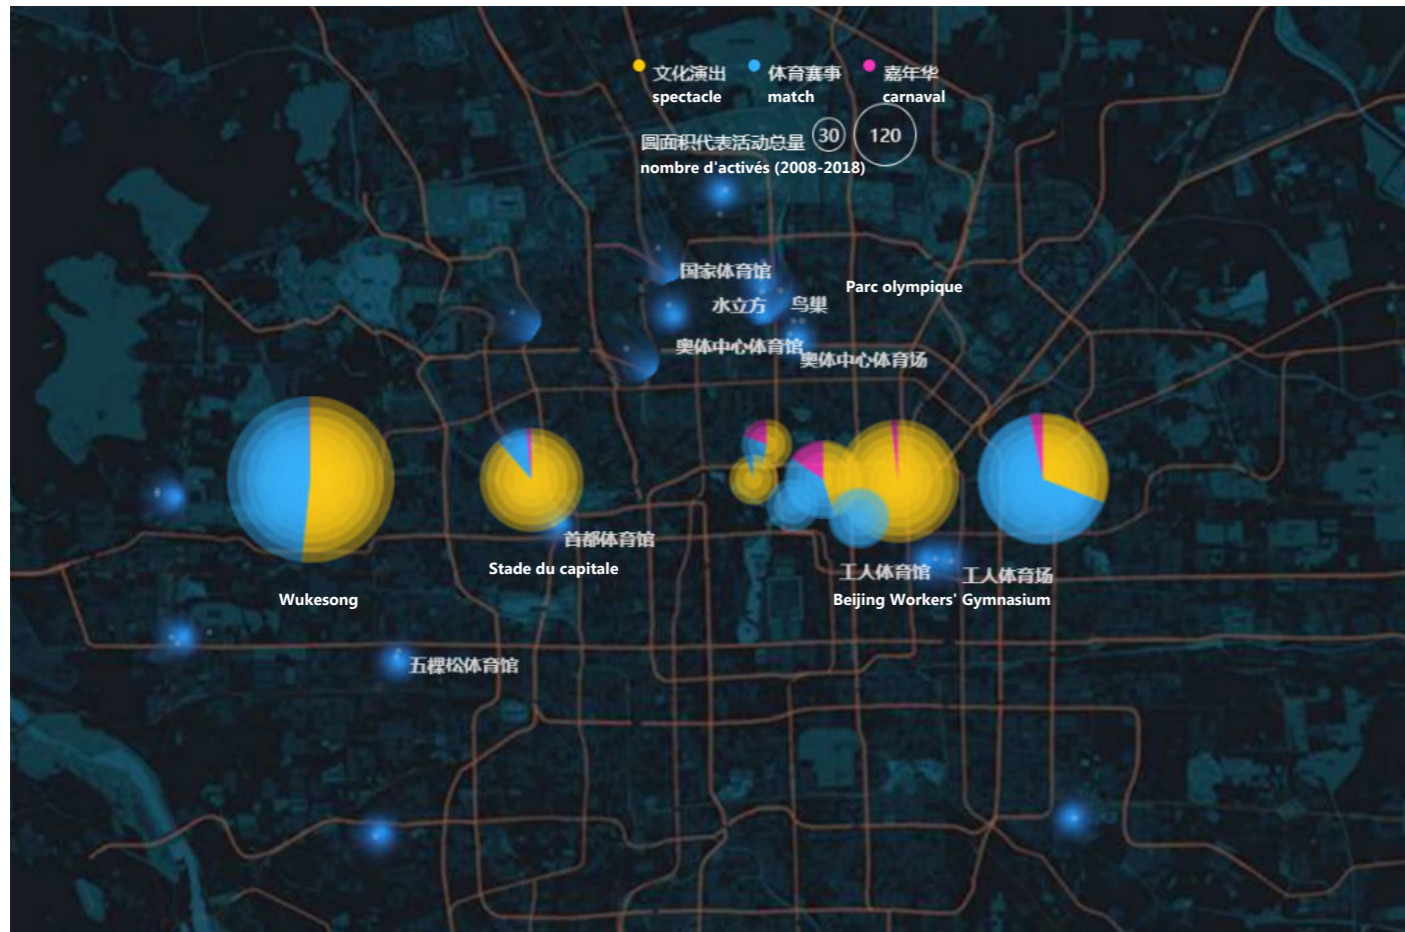 文化演出 体育赛事 嘉年华
spectacle match carnaval
圆面积代表活动总量 30 120
nombre d'activés (2008-2018)
国家体育馆
Parc olympique
水立方 鸟巢
奥体中心体育馆
奥体中心体育场
首都体育馆
Stade du capitale
工人体育馆 工人体育场
Wukesong
Beijing Workers' Gymnasium
五棵松体育馆